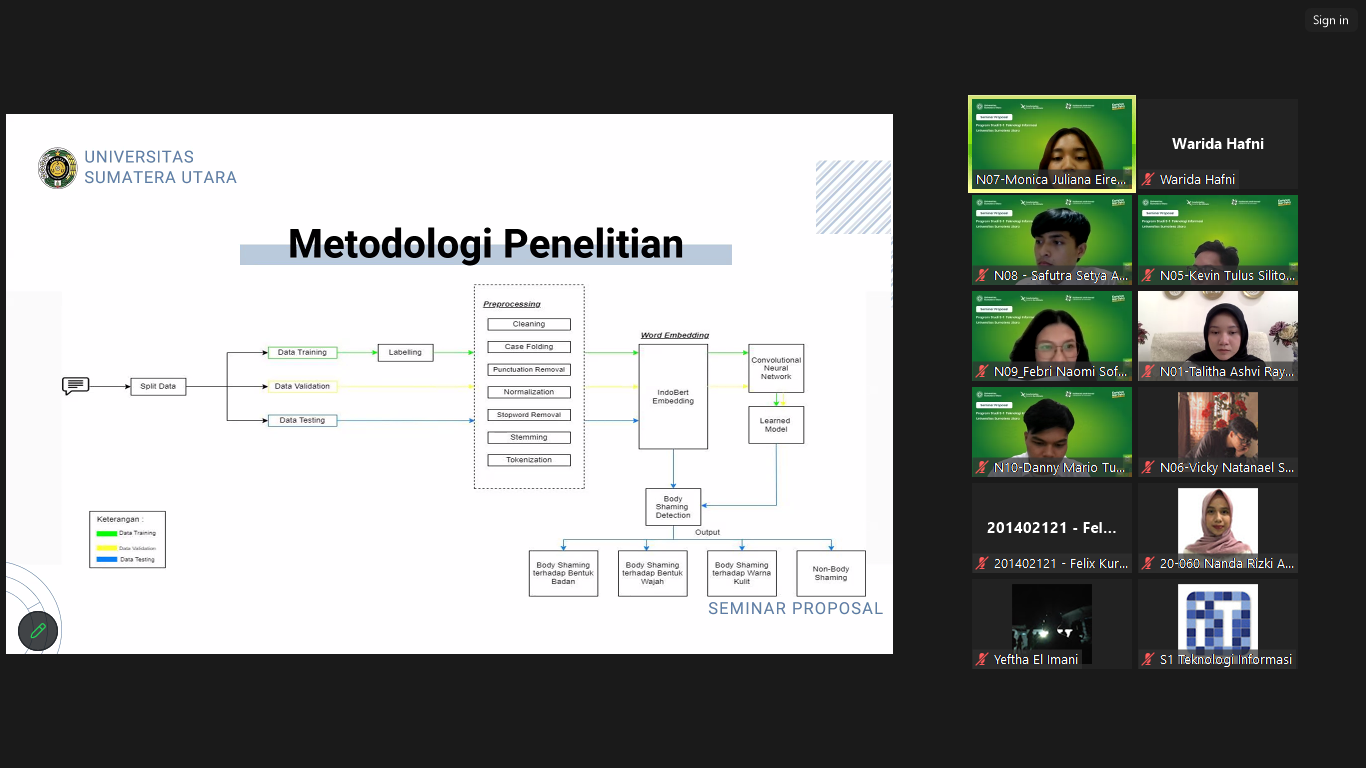 Sign in
UNIVERSITAS
SUMATERA UTARA
Metodologi Penelitian
Preprocessing
Cleaning
Case Folding
Punctuation Removal
Normalization
Stopword Removal
Stemming
Tokenization
Split Data
Data Training
Labelling
Data Validation
Data Testing
Word Embedding
IndoBert
Embedding
Convolutional
Neural
Network
Learned
Model
Body
Shaming
Detection
Output
Body Shaming
terhadap Bentuk
Badan
Body Shaming
terhadap Bentuk
Wajah
Body Shaming
terhadap Warna
Kulit
Non-Body
Shaming
Keterangan :
Data Training
Data Validation
Data Testing
SEMINAR PROPOSAL
N07-Monica Juliana Eire...
Warida Hafni
Warida Hafni
N08 - Safutra Setya A...
N05-Kevin Tulus Silito...
N09_Febri Naomi Sof...
N01-Talitha Ashvi Ray...
N10-Danny Mario Tu...
N06-Vicky Natanael S...
201402121 - Fel...
201402121 - Felix Kur...
20-060 Nanda Rizki A...
Yeftha El Imani
S1 Teknologi Informasi